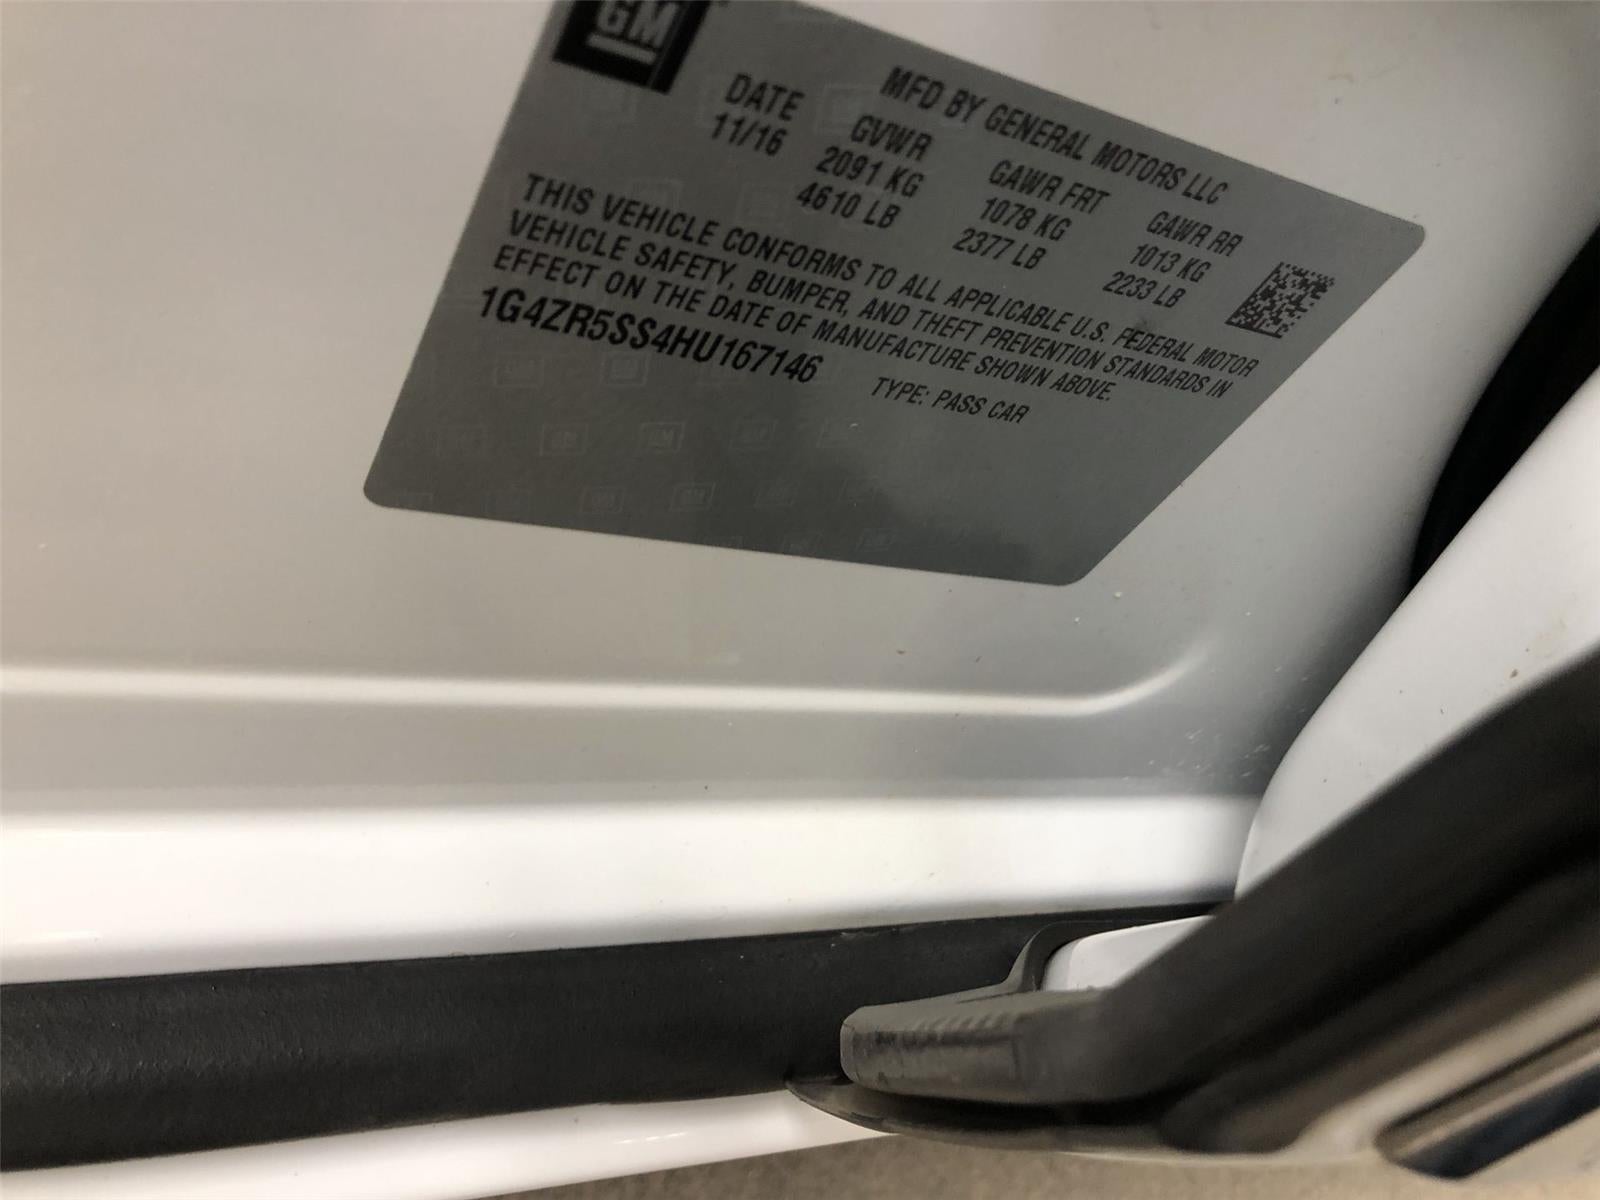 GM
MFD BY GENERAL MOTORS LLC
DATE GVWR GAWR FRT GAWR RR
11/16 2091 KG 1078 KG 1013 KG
4610 LB 2377 LB 2233 LB
THIS VEHICLE CONFORMS TO ALL APPLICABLE U.S. FEDERAL MOTOR
VEHICLE SAFETY, BUMPER, AND THEFT PREVENTION STANDARDS IN
EFFECT ON THE DATE OF MANUFACTURE SHOWN ABOVE.
1G4ZR5SS4HU167146 TYPE: PASS CAR